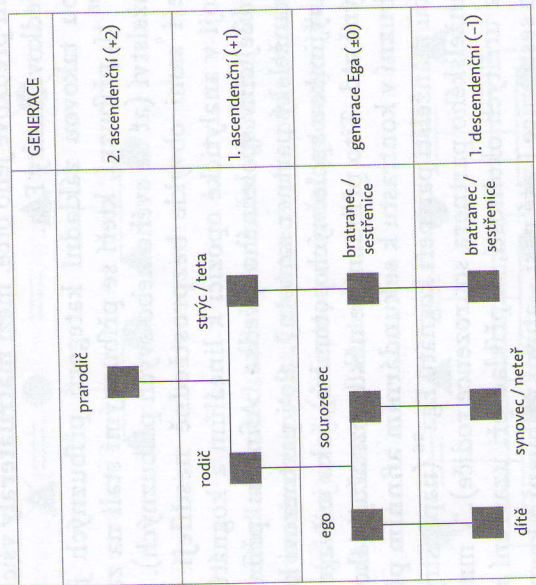 GENERACE
prarodič
2. ascendenční (+2)
rodič
strýc / teta
1. ascendenční (+1)
ego
sourozenec
bratranec /
sestřenice
generace Ega (±0)
dítě
synovec / neteř
bratranec /
sestřenice
1. descendenční (–1)